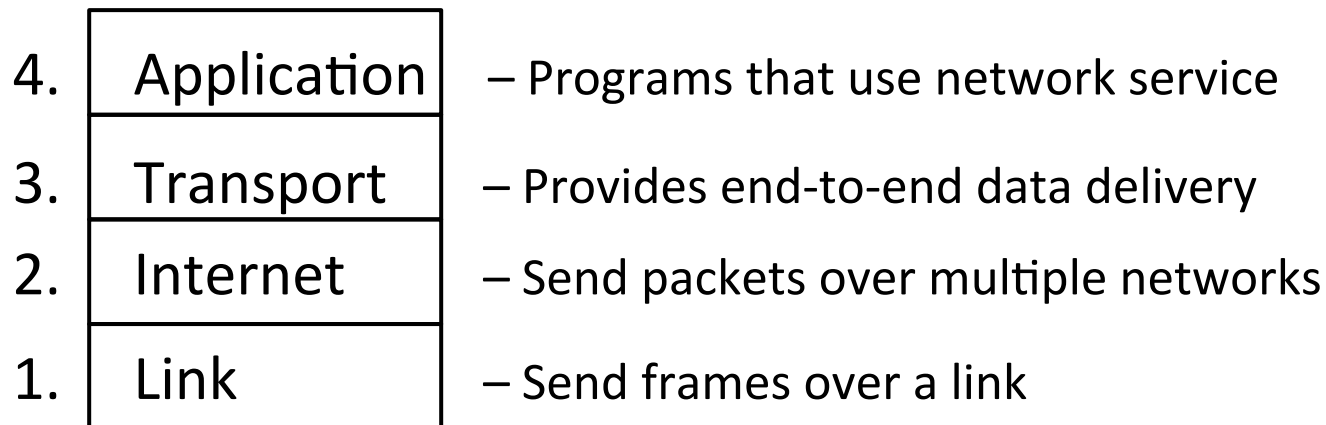 4. Application – Programs that use network service
3. Transport – Provides end-to-end data delivery
2. Internet – Send packets over multiple networks
1. Link – Send frames over a link